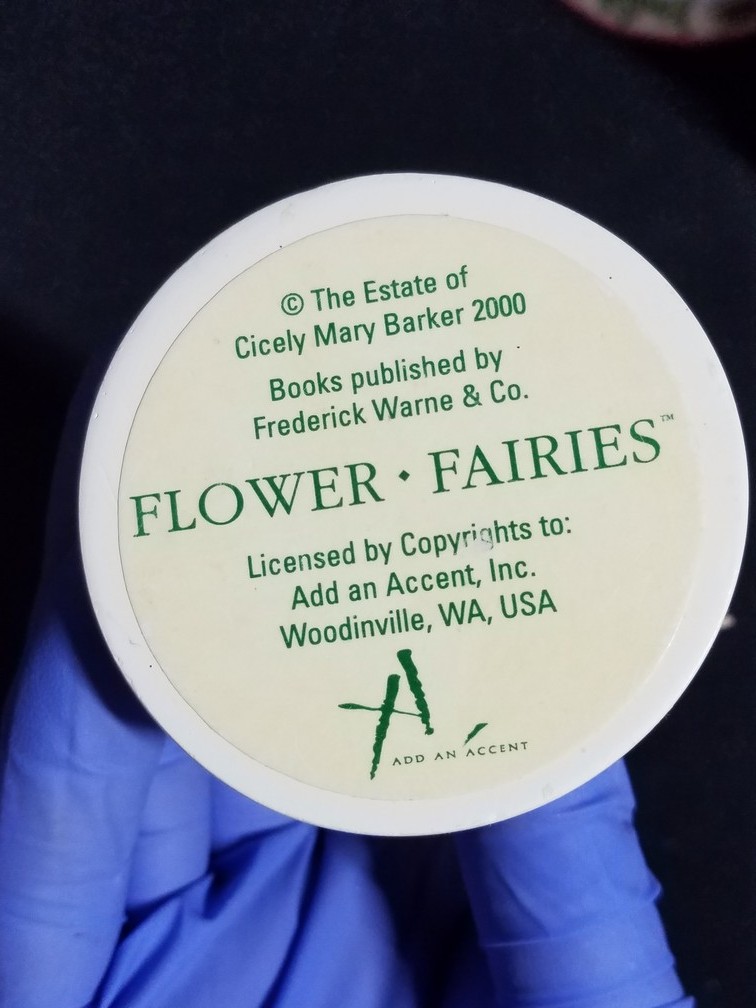 © The Estate of
Cicely Mary Barker 2000
Books published by
Frederick Warne & Co.
FLOWER · FAIRIES™
Licensed by Copyrights to:
Add an Accent, Inc.
Woodinville, WA, USA
A
ADD AN ACCENT